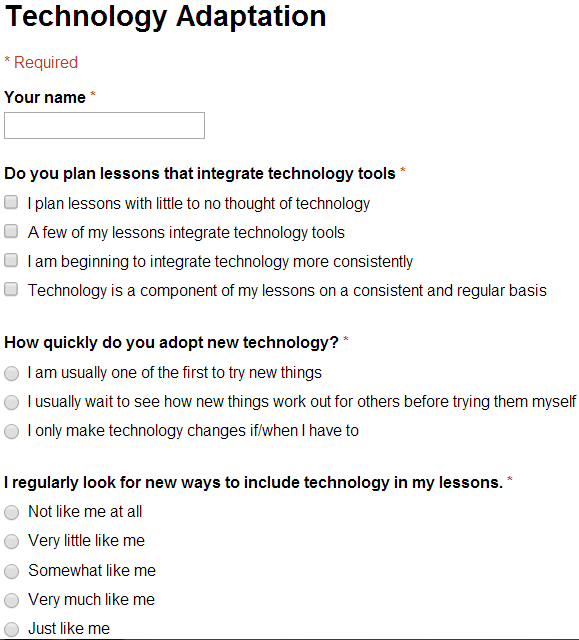 Technology Adaptation
* Required
Your name *
Do you plan lessons that integrate technology tools *
I plan lessons with little to no thought of technology
A few of my lessons integrate technology tools
I am beginning to integrate technology more consistently
Technology is a component of my lessons on a consistent and regular basis
How quickly do you adopt new technology? *
I am usually one of the first to try new things
I usually wait to see how new things work out for others before trying them myself
I only make technology changes if/when I have to
I regularly look for new ways to include technology in my lessons. *
Not like me at all
Very little like me
Somewhat like me
Very much like me
Just like me